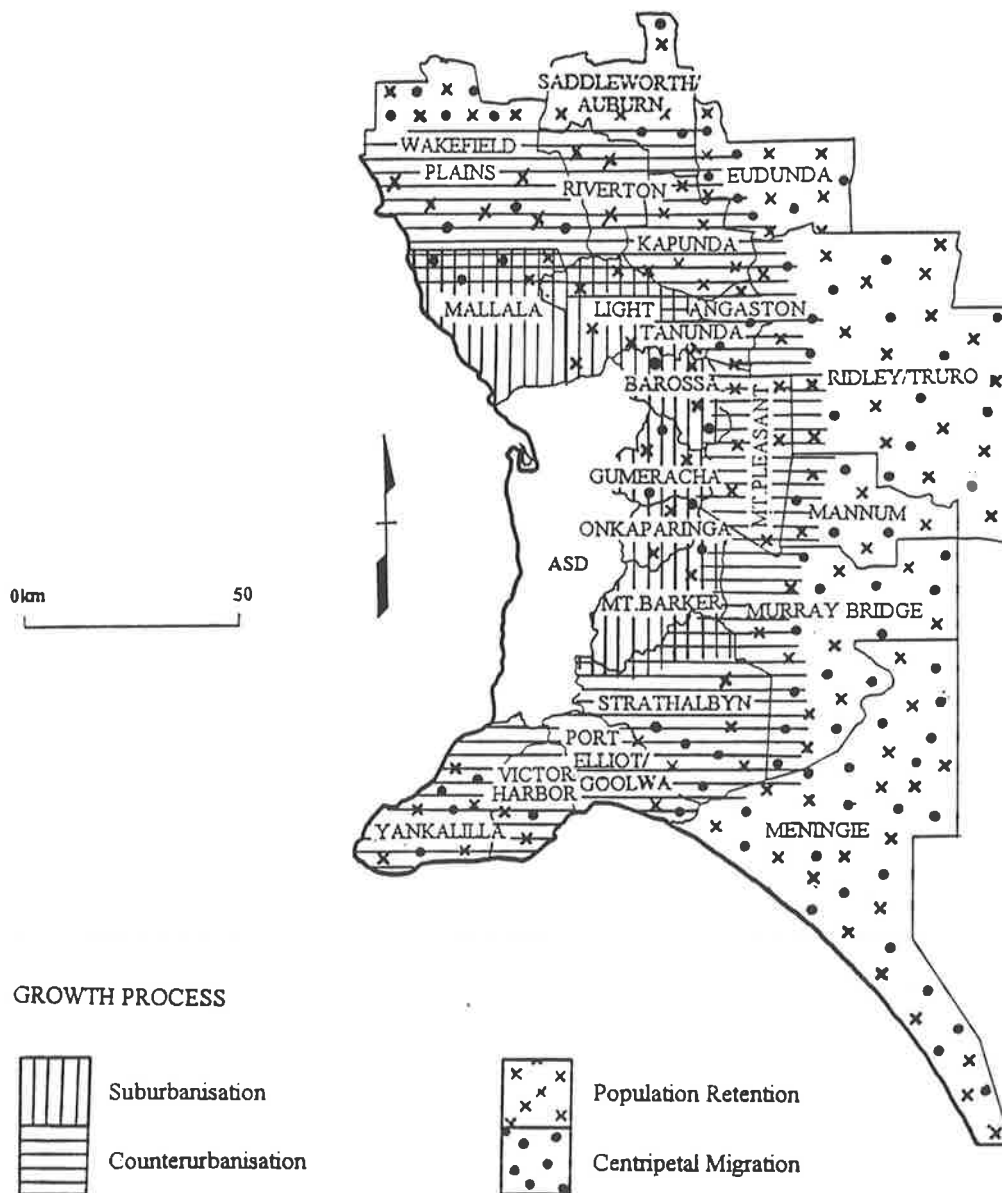 SADDLEWORTH/
AUBURN
WAKEFIELD
PLAINS
EUDUNDA
RIVERTON
KAPUNDA
MALLALA
LIGHT
ANGASTON
TANUNDA
BAROSSA
RIDLEY/TRURO
MT.PLEASANT
GUMERACHA
MANNUM
ONKAPARINGA
ASD
0km 50
MT.BARKER
MURRAY BRIDGE
STRATHALBYN
PORT
ELLIOT/
GOOLWA
VICTOR
HARBOR
YANKALILLA
MENINGIE
GROWTH PROCESS
Suburbanisation
Population Retention
Counterurbanisation
Centripetal Migration